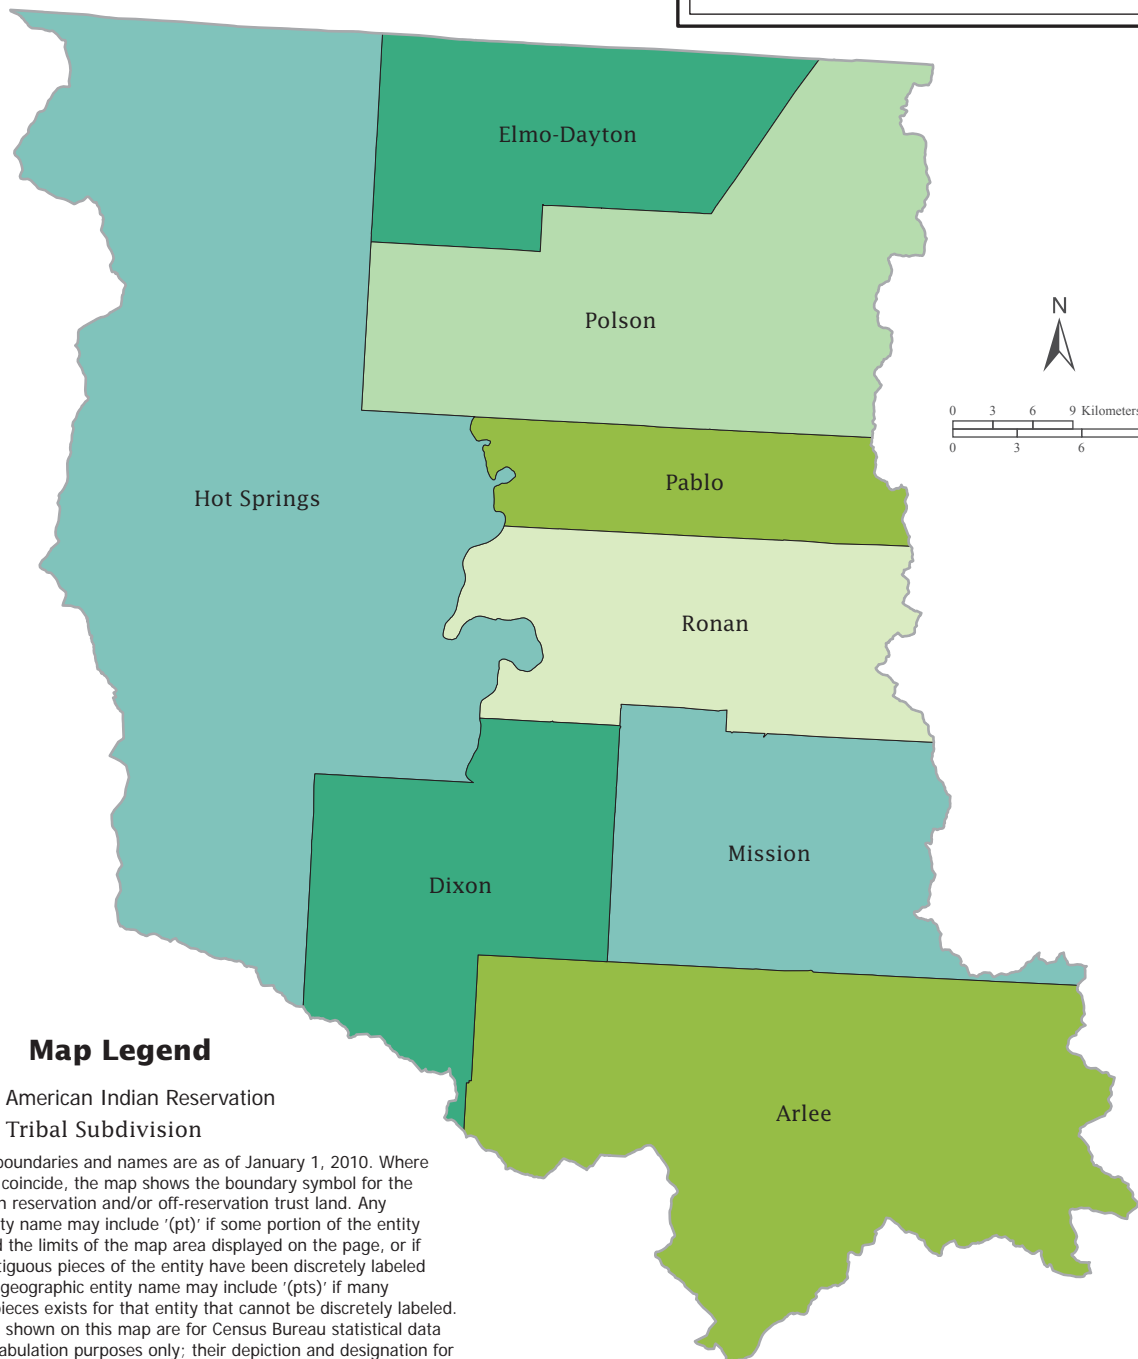 Elmo-Dayton
Polson
N
0 3 6 9 Kilometers
0 3 6
Pablo
Hot Springs
Ronan
Mission
Dixon
Arlee
Map Legend
American Indian Reservation
Tribal Subdivision
boundaries and names are as of January 1, 2010. Where
coincide, the map shows the boundary symbol for the
reservation and/or off-reservation trust land. Any
name may include '(pt)' if some portion of the entity
the limits of the map area displayed on the page, or if
pieces of the entity have been discretely labeled
geographic entity name may include '(pts)' if many
exists for that entity that cannot be discretely labeled.
shown on this map are for Census Bureau statistical data
purposes only; their depiction and designation for